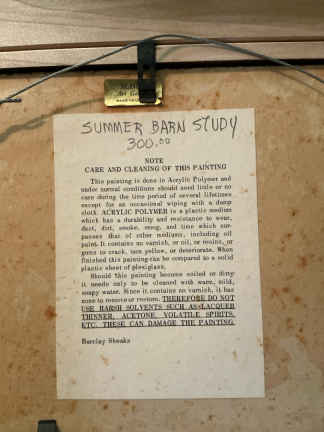 SUMMER BARN STUDY
300.00
NOTE
CARE AND CLEANING OF THIS PAINTING
This painting is done in Acrylic Polymer and
under normal conditions should need little or no
care during the time period of several lifetimes
except for an occasional wiping with a damp
cloth. ACRYLIC POLYMER is a plastic medium
which has a durability and resistance to wear,
dust, dirt, smoke, smog, and time which sur-
passes that of other mediums, including oil
paint. It contains no varnish, or oil, or resins, or
gums to crack, turn yellow, or deteriorate. When
finished this painting can be compared to a solid
plastic sheet of plexiglass.
Should this painting become soiled or dingy
it needs only to be cleaned with warm, mild,
soapy water. Since it contains no varnish, it has
none to remove or restore. THEREFORE DO NOT
USE HARSH SOLVENTS SUCH AS LACQUER
THINNER, ACETONE, VOLATILE SPIRITS,
ETC. THESE CAN DAMAGE THE PAINTING.
Barclay Sheaks